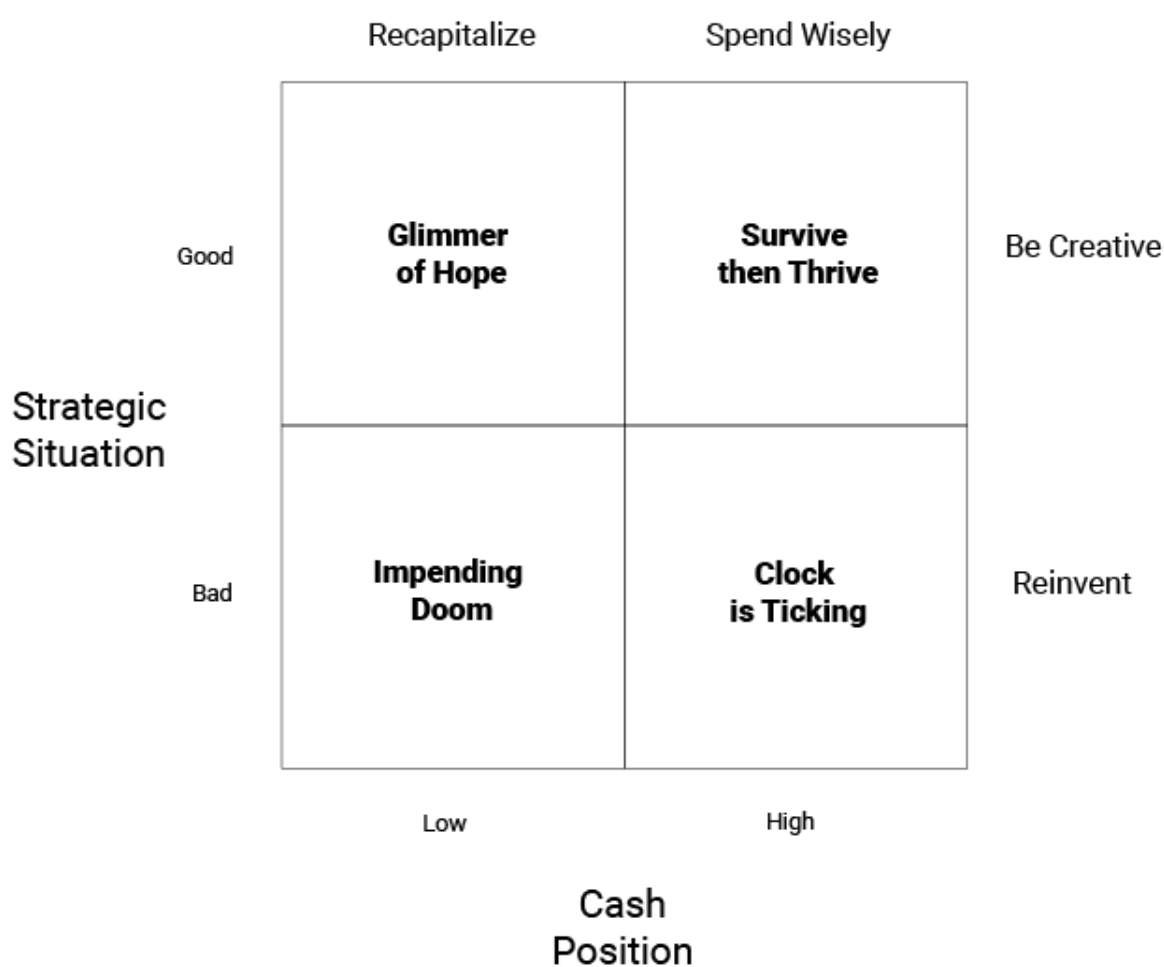 Recapitalize
Spend Wisely
Glimmer
of Hope
Survive
then Thrive
Good
Be Creative
Strategic
Situation
Impending
Doom
Clock
is Ticking
Bad
Reinvent
Low
High
Cash
Position